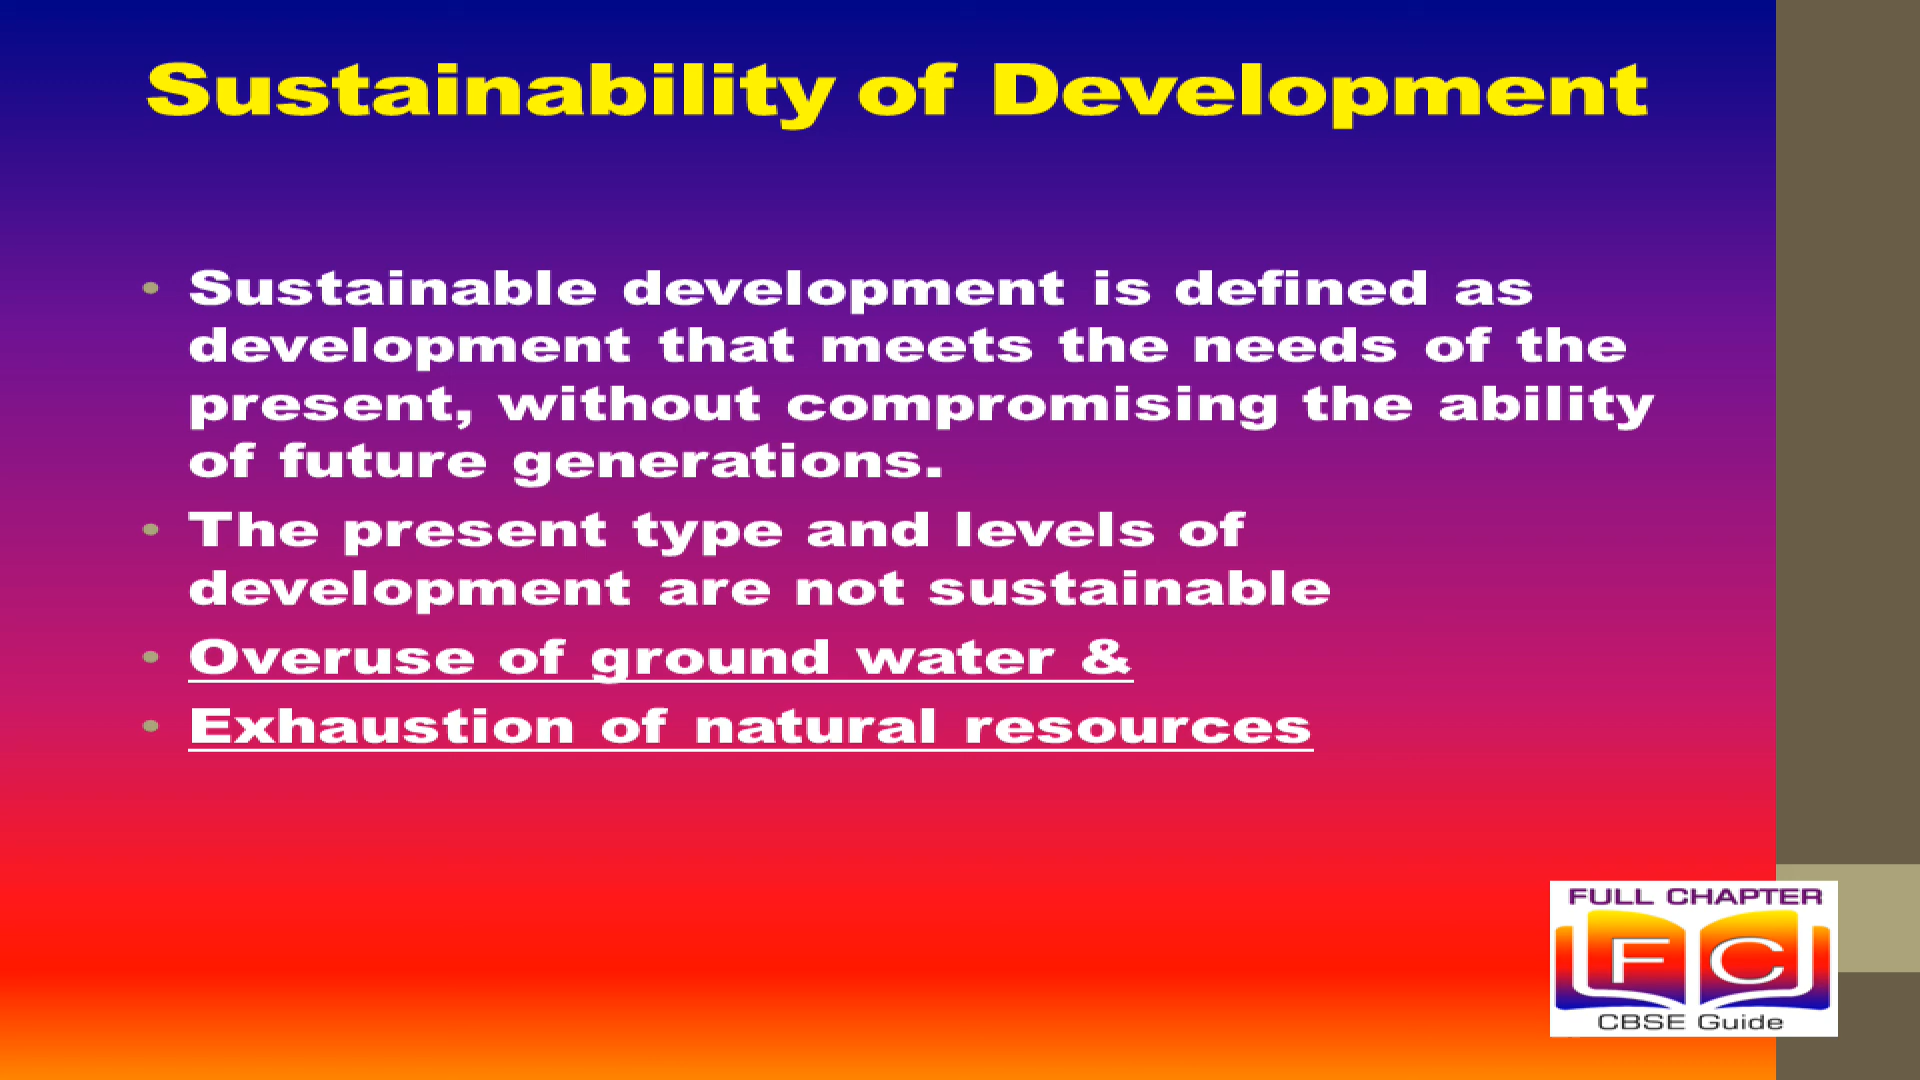 Sustainability of Development
• Sustainable development is defined as
development that meets the needs of the
present, without compromising the ability
of future generations.
• The present type and levels of
development are not sustainable
• Overuse of ground water &
• Exhaustion of natural resources
FULL CHAPTER
FC
CBSE Guide